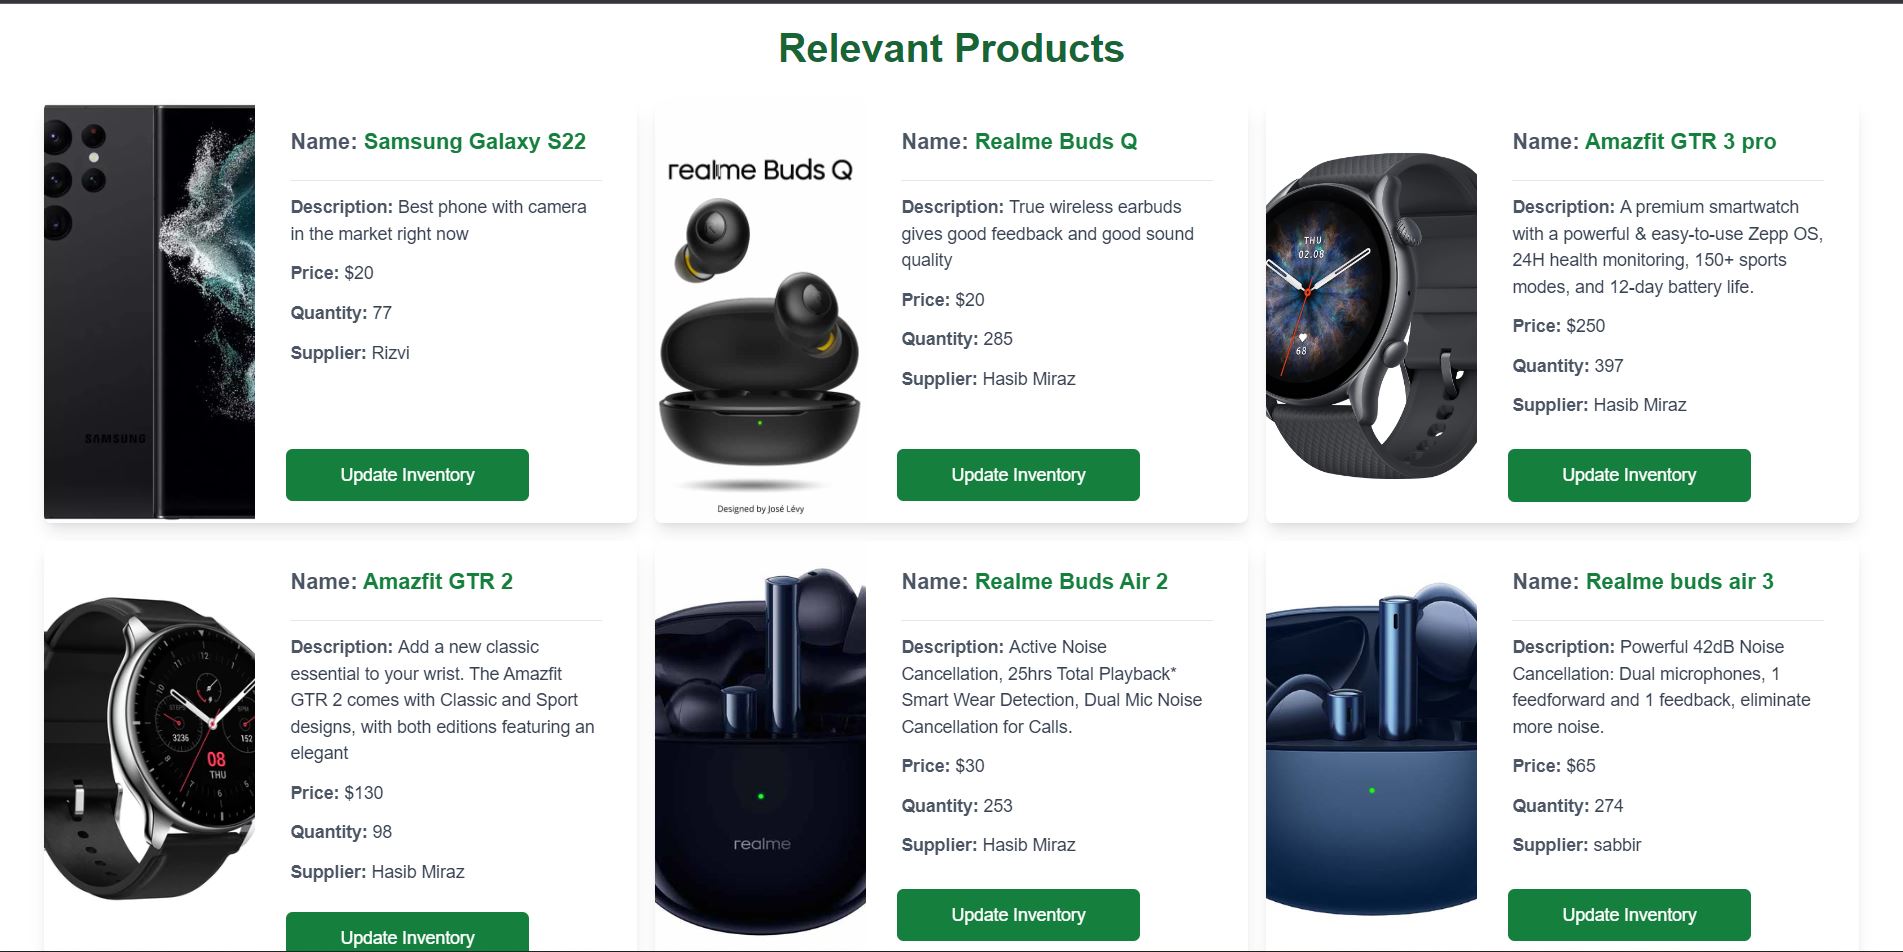 Relevant Products
Name: Samsung Galaxy S22
Description: Best phone with camera
in the market right now
Price: $20
Quantity: 77
Supplier: Rizvi
SAMSUNG
Update Inventory
realme Buds Q
Designed by José Lévy
Name: Realme Buds Q
Description: True wireless earbuds
gives good feedback and good sound
quality
Price: $20
Quantity: 285
Supplier: Hasib Miraz
Update Inventory
THU
02.08
68
Name: Amazfit GTR 3 pro
Description: A premium smartwatch
with a powerful & easy-to-use Zepp OS,
24H health monitoring, 150+ sports
modes, and 12-day battery life.
Price: $250
Quantity: 397
Supplier: Hasib Miraz
Update Inventory
STEPS
3236
152
08
THU
Name: Amazfit GTR 2
Description: Add a new classic
essential to your wrist. The Amazfit
GTR 2 comes with Classic and Sport
designs, with both editions featuring an
elegant
Price: $130
Quantity: 98
Supplier: Hasib Miraz
Update Inventory
realme
Name: Realme Buds Air 2
Description: Active Noise
Cancellation, 25hrs Total Playback*
Smart Wear Detection, Dual Mic Noise
Cancellation for Calls.
Price: $30
Quantity: 253
Supplier: Hasib Miraz
Update Inventory
Name: Realme buds air 3
Description: Powerful 42dB Noise
Cancellation: Dual microphones, 1
feedforward and 1 feedback, eliminate
more noise.
Price: $65
Quantity: 274
Supplier: sabbir
Update Inventory